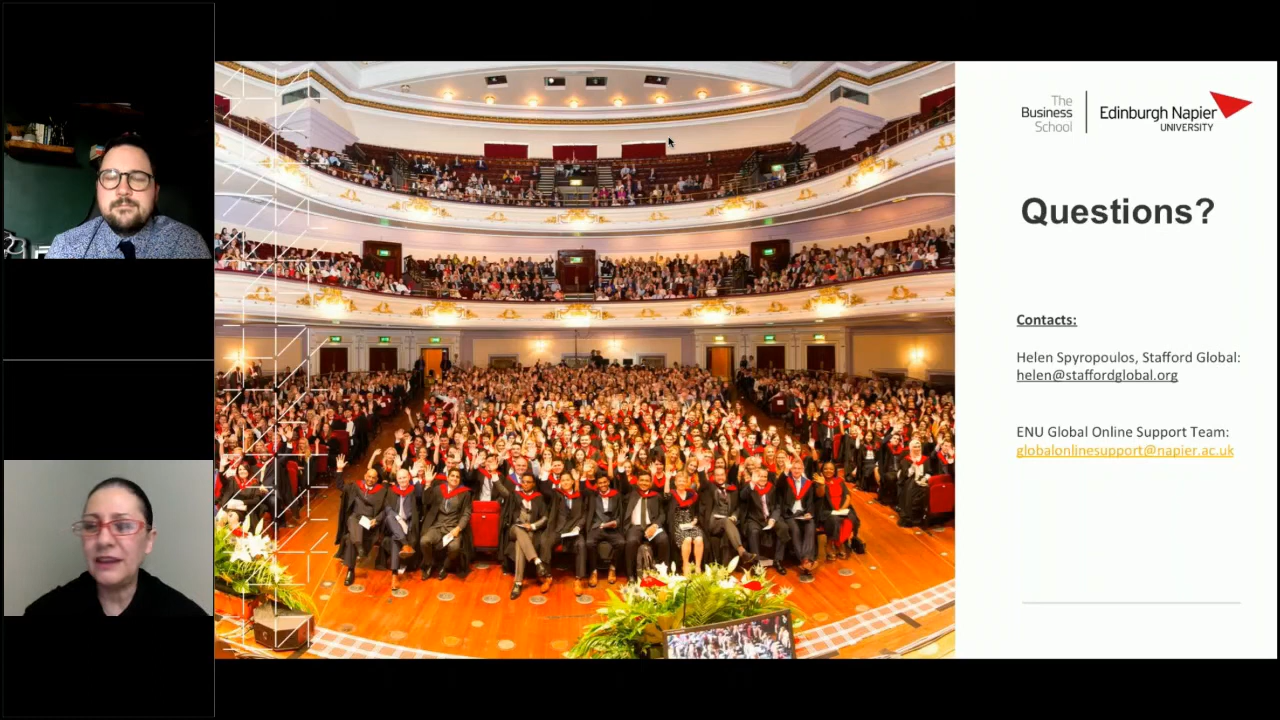 The
Business
School
Edinburgh Napier
UNIVERSITY
Questions?
Contacts:
Helen Spyropoulos, Stafford Global:
helen@staffordglobal.org
ENU Global Online Support Team:
globalonlinesupport@napier.ac.uk